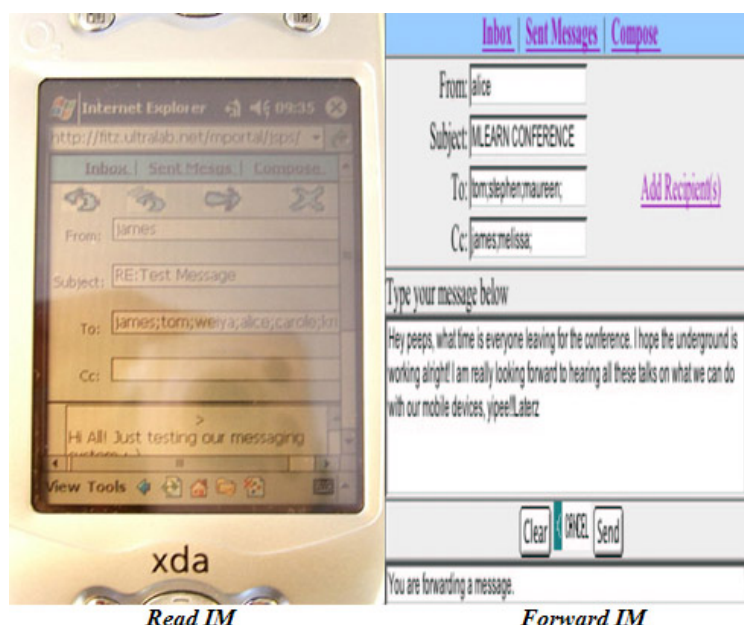 Internet Explorer 09:35
http://fitz.ultralab.net/mportal/jsps/
Inbox | Sent Mesgs | Compose
From: James
Subject: RE:Test Message
To: james;tom;weiya;alice;carole;kri
Cc:
>
Hi All! Just testing our messaging
View Tools
xda
Read IM
Inbox | Sent Messages | Compose
From: alice
Subject: MLEARN CONFERENCE
To: tom;stephen;maureen; Add Recipient(s)
Cc: james;melissa;
Type your message below
Hey peeps, what time is everyone leaving for the conference. I hope the underground is
working alright! I am really looking forward to hearing all these talks on what we can do
with our mobile devices, yipee!!Laterz
Clear CANCEL Send
You are forwarding a message.
Forward IM